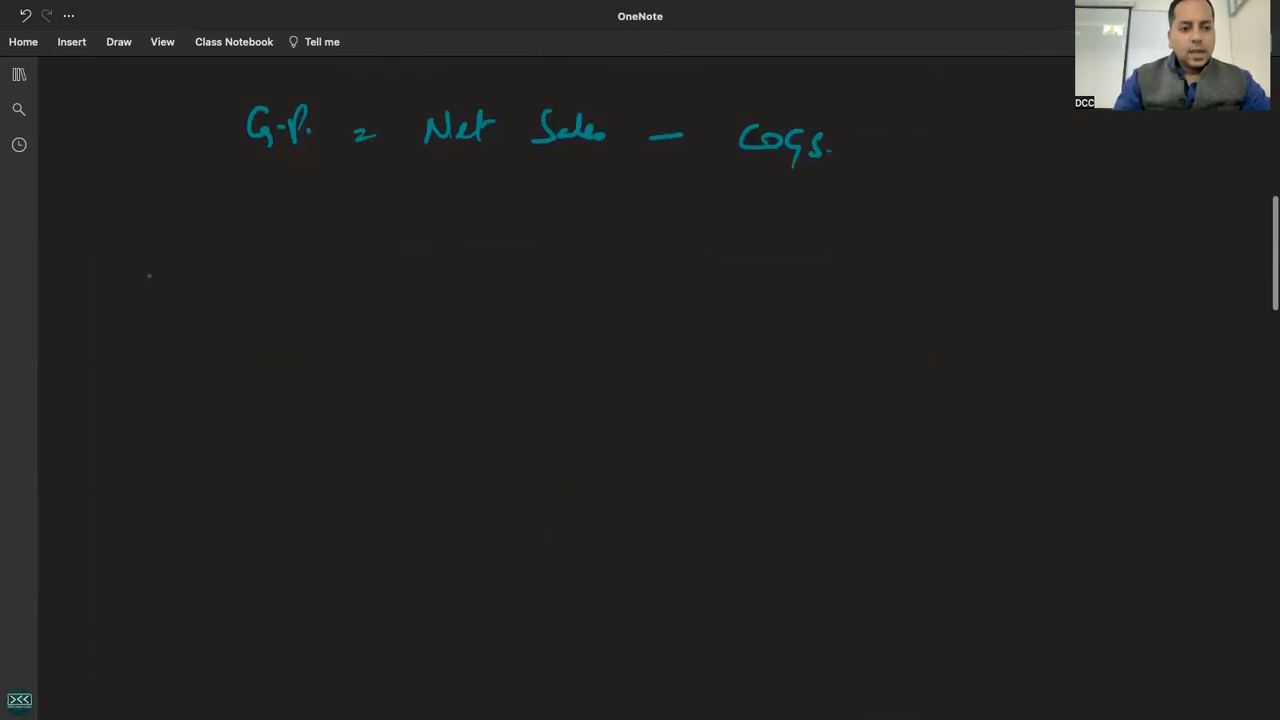 OneNote
Home Insert Draw View Class Notebook Tell me
DCC
G.P. = Net Sales - COGS.